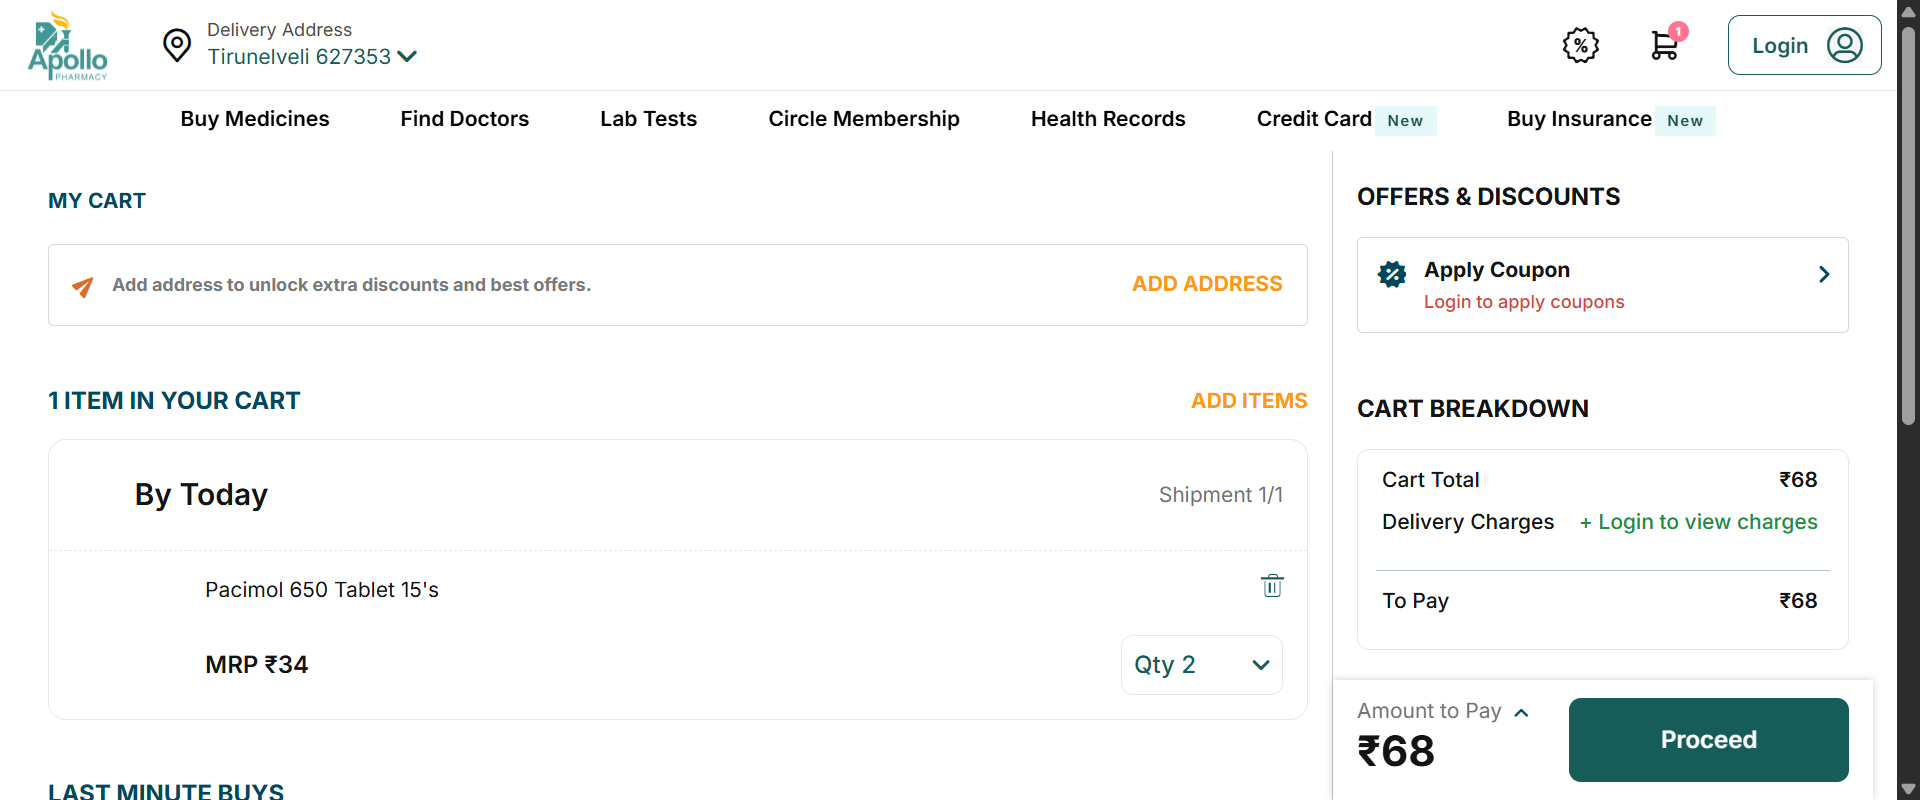 Apollo
PHARMACY
Delivery Address
Tirunelveli 627353
%
1
Login
Buy Medicines
Find Doctors
Lab Tests
Circle Membership
Health Records
Credit Card New
Buy Insurance New
MY CART
Add address to unlock extra discounts and best offers.
ADD ADDRESS
1 ITEM IN YOUR CART
ADD ITEMS
By Today
Shipment 1/1
Pacimol 650 Tablet 15's
MRP ₹34
Qty 2
LAST MINUTE BUYS
OFFERS & DISCOUNTS
Apply Coupon
Login to apply coupons
CART BREAKDOWN
Cart Total ₹68
Delivery Charges + Login to view charges
To Pay ₹68
Amount to Pay
₹68
Proceed